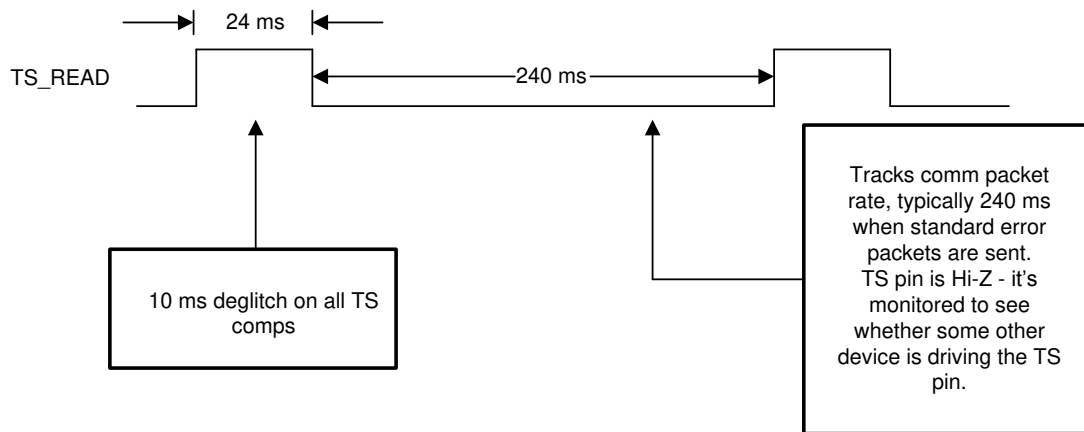 24 ms
TS_READ
240 ms
10 ms deglitch on all TS
comps
Tracks comm packet
rate, typically 240 ms
when standard error
packets are sent.
TS pin is Hi-Z - it's
monitored to see
whether some other
device is driving the TS
pin.